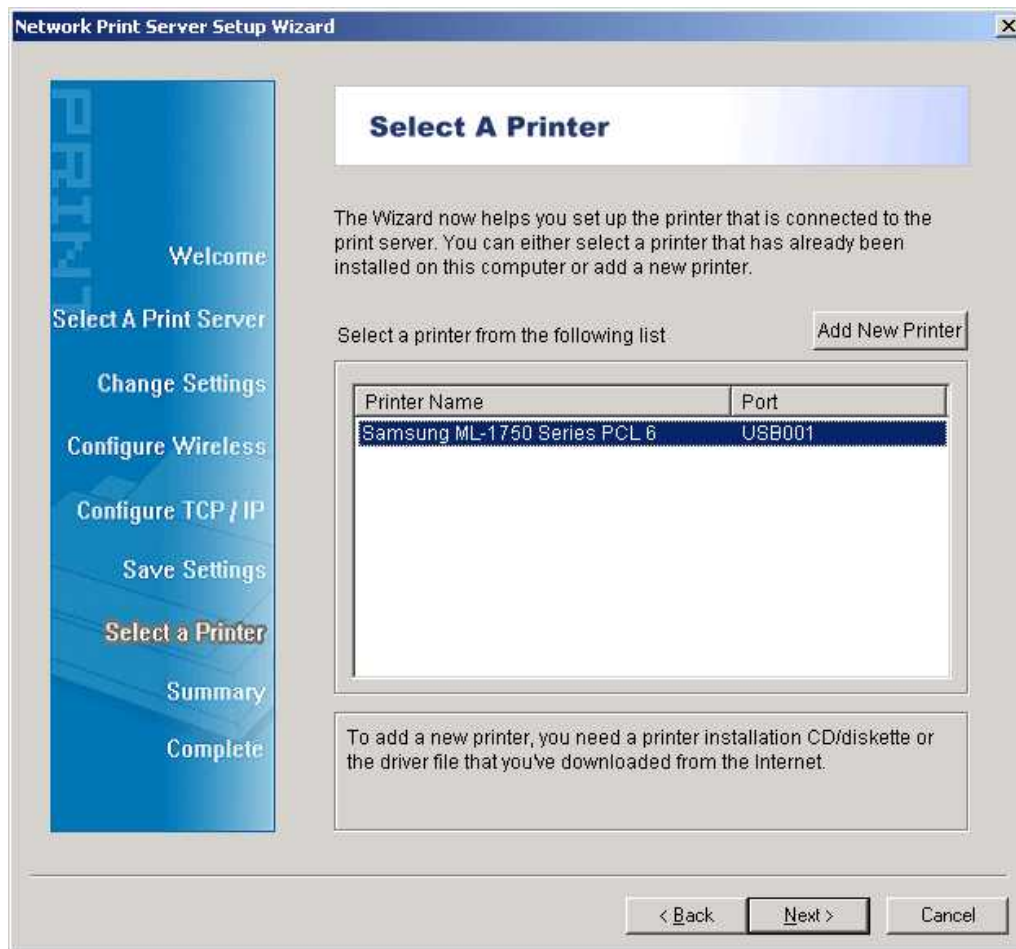 Network Print Server Setup Wizard
PRINT
Welcome
Select A Print Server
Change Settings
Configure Wireless
Configure TCP / IP
Save Settings
Select a Printer
Summary
Complete
Select A Printer
The Wizard now helps you set up the printer that is connected to the
print server. You can either select a printer that has already been
installed on this computer or add a new printer.
Select a printer from the following list
Add New Printer
Printer Name Port
Samsung ML-1750 Series PCL 6 USB001
To add a new printer, you need a printer installation CD/diskette or
the driver file that you've downloaded from the Internet.
< Back Next > Cancel